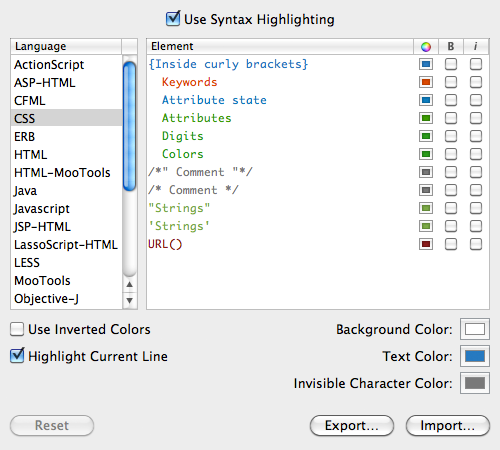 Use Syntax Highlighting
Language
Element
B
i
ActionScript
ASP-HTML
CFML
CSS
ERB
HTML
HTML-MooTools
Java
Javascript
JSP-HTML
LassoScript-HTML
LESS
MooTools
Objective-J
{Inside curly brackets}
Keywords
Attribute state
Attributes
Digits
Colors
/*" Comment "*/
/* Comment */
"Strings"
'Strings'
URL()
Use Inverted Colors
Highlight Current Line
Background Color:
Text Color:
Invisible Character Color:
Reset
Export...
Import...